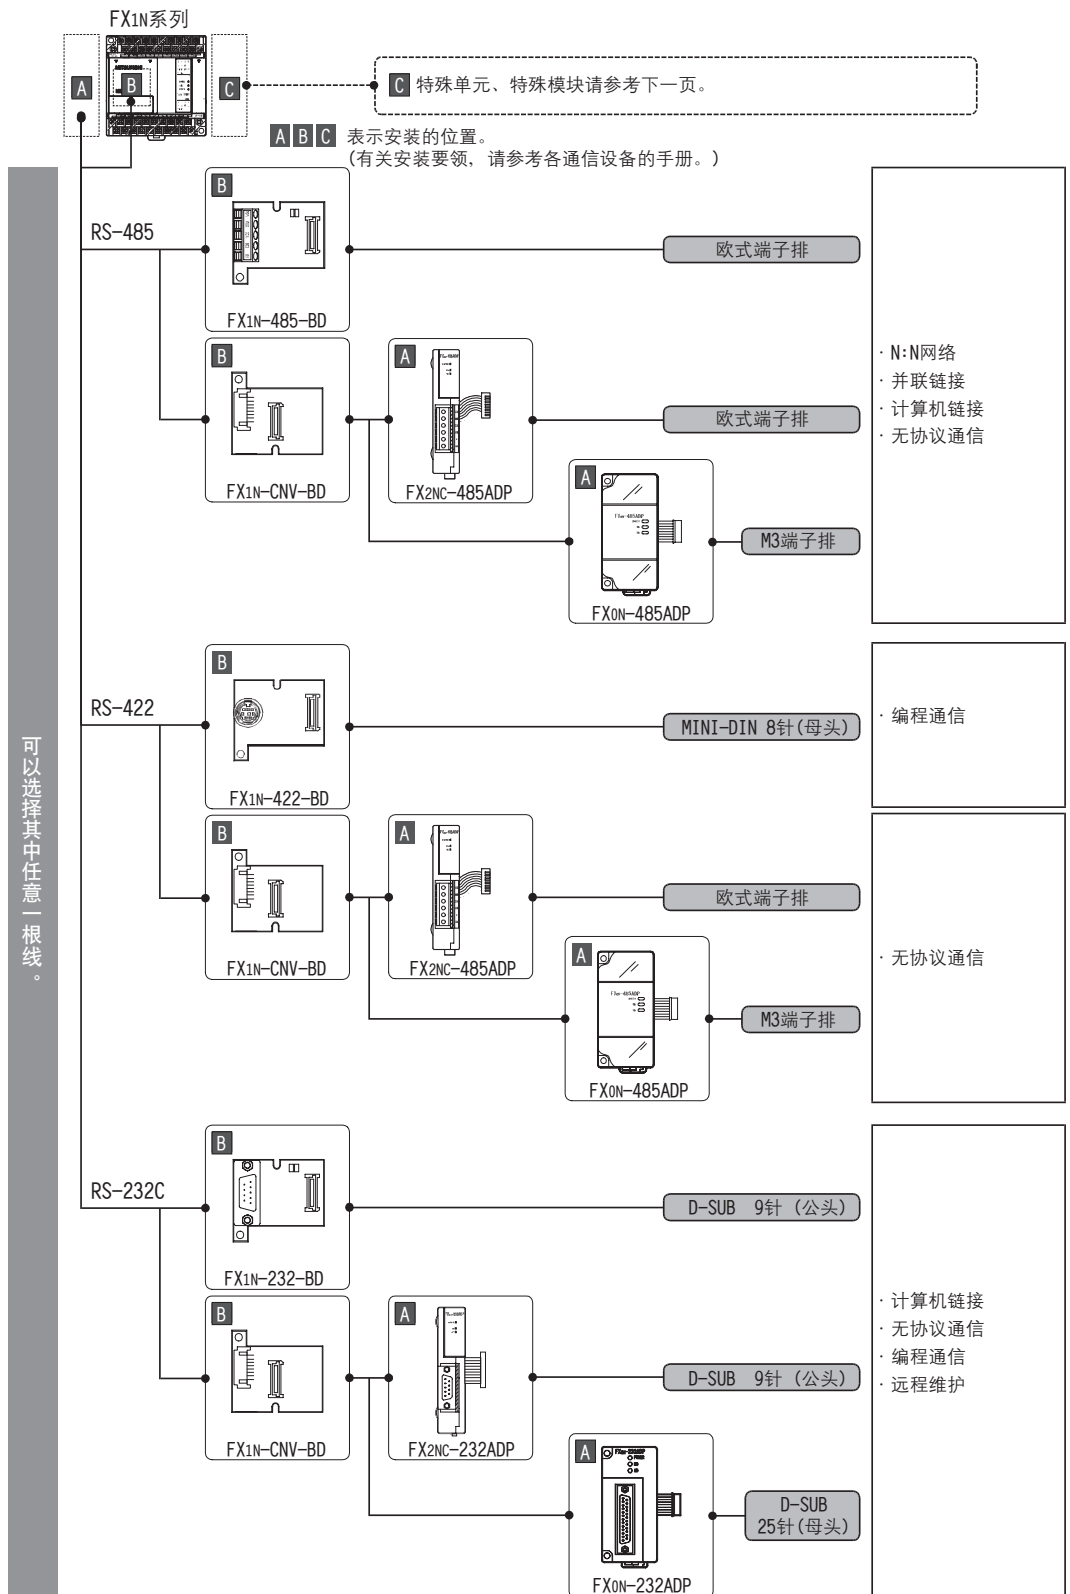 FX1N系列
A
B
C
C 特殊单元、特殊模块请参考下一页。
A B C 表示安装的位置。
(有关安装要领，请参考各通信设备的手册。)
可以选择其中任意一根线。
RS-485
B
FX1N-485-BD
欧式端子排
B
FX1N-CNV-BD
A
FX2NC-485ADP
欧式端子排
A
FX0N-485ADP
FX0N-485ADP
M3端子排
·N:N网络
·并联链接
·计算机链接
·无协议通信
RS-422
B
FX1N-422-BD
MINI-DIN 8针(母头)
·编程通信
B
FX1N-CNV-BD
A
FX2NC-485ADP
欧式端子排
A
FX0N-485ADP
FX0N-485ADP
M3端子排
·无协议通信
RS-232C
B
FX1N-232-BD
D-SUB 9针 (公头)
B
FX1N-CNV-BD
A
FX2NC-232ADP
D-SUB 9针 (公头)
A
FX0N-232ADP
POWER
FX0N-232ADP
D-SUB
25针(母头)
·计算机链接
·无协议通信
·编程通信
·远程维护